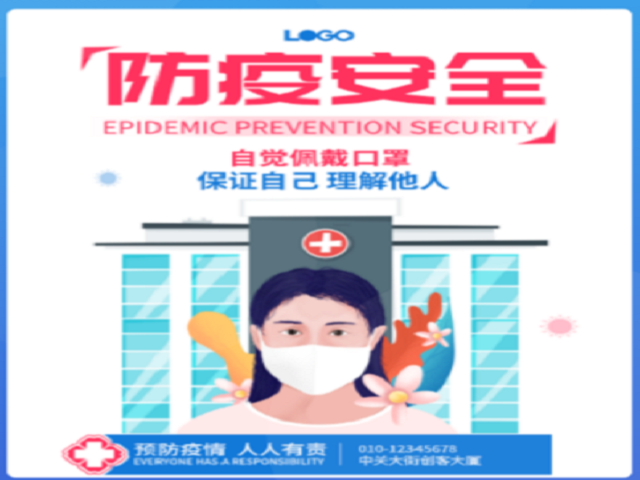 LOGO
防疫安全
EPIDEMIC PREVENTION SECURITY
自觉佩戴口罩
保证自己 理解他人
预防疫情 人人有责
EVERYONE HAS A RESPONSIBILITY
010-12345678
中关大街创客大厦